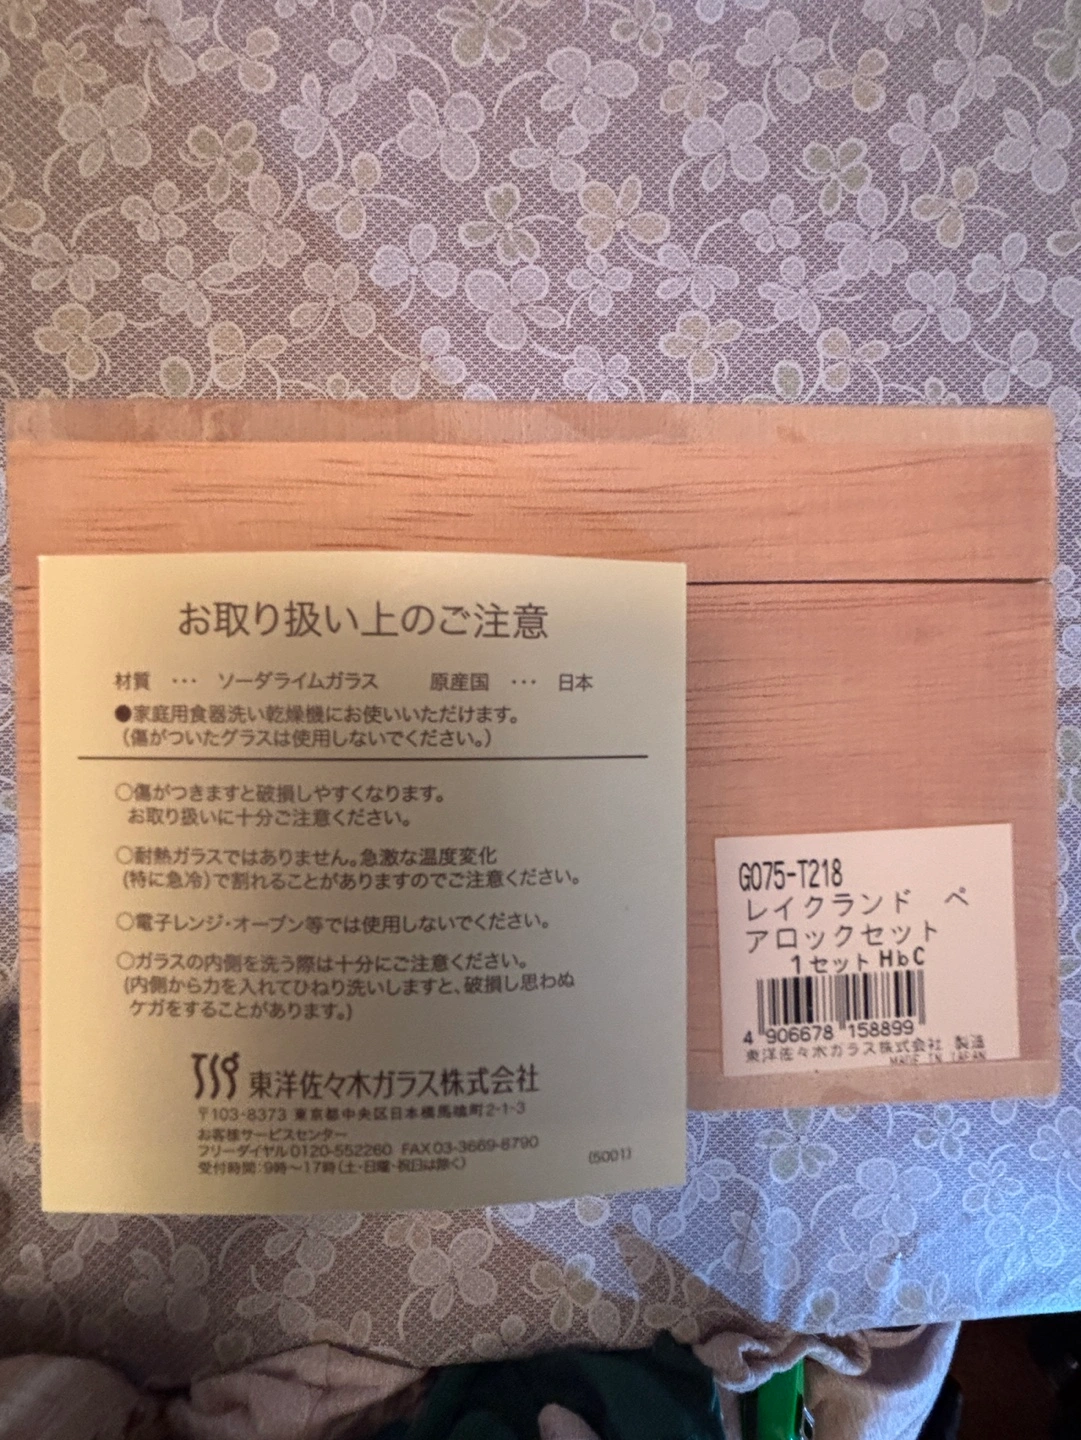 お取り扱い上のご注意
材質 … ソーダライムガラス 原産国 … 日本
●家庭用食器洗い乾燥機にお使いいただけます。
(傷がついたグラスは使用しないでください。)
○傷がつきますと破損しやすくなります。
お取り扱いに十分ご注意ください。
○耐熱ガラスではありません。急激な温度変化
(特に急冷)で割れることがありますのでご注意ください。
○電子レンジ・オーブン等では使用しないでください。
○ガラスの内側を洗う際は十分にご注意ください。
(内側から力を入れてひねり洗いしますと、破損し思わぬ
ケガをすることがあります。)
東洋佐々木ガラス株式会社
〒103-8373 東京都中央区日本橋馬喰町2-1-3
お客様サービスセンター
フリーダイヤル0120-552260 FAX03-3669-8790
受付時間:9時〜17時(土・日曜・祝日は除く)
(5001)
G075-T218
レイクランド ペ
アロックセット
1セット HbC
4 906678 158899
東洋佐々木ガラス株式会社 製造
MADE IN JAPAN